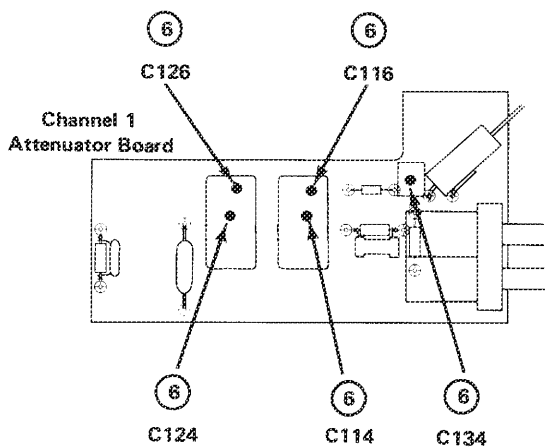 6 6
C126 C116
Channel 1
Attenuator Board
6 6 6
C124 C114 C134